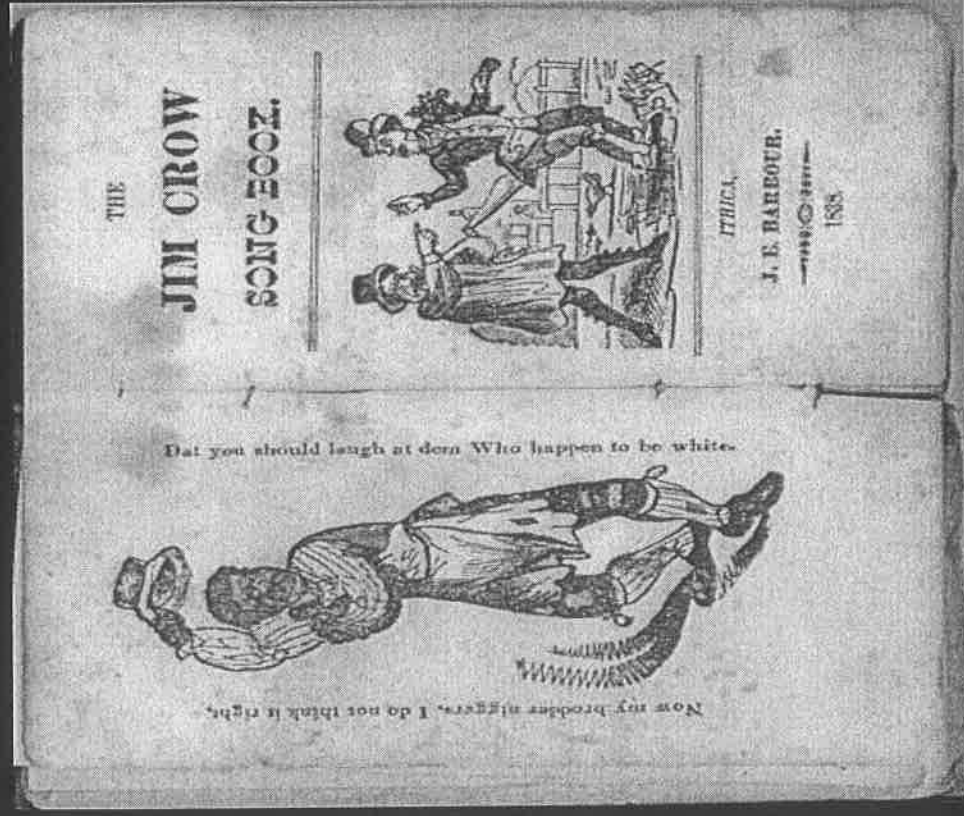 Now my brodder niggers, I do not think it right,
Dat you should laugh at dem Who happen to be white.
THE
JIM CROW
SONG BOOK.
ITHICA,
J. E. BARBOUR.
1838.